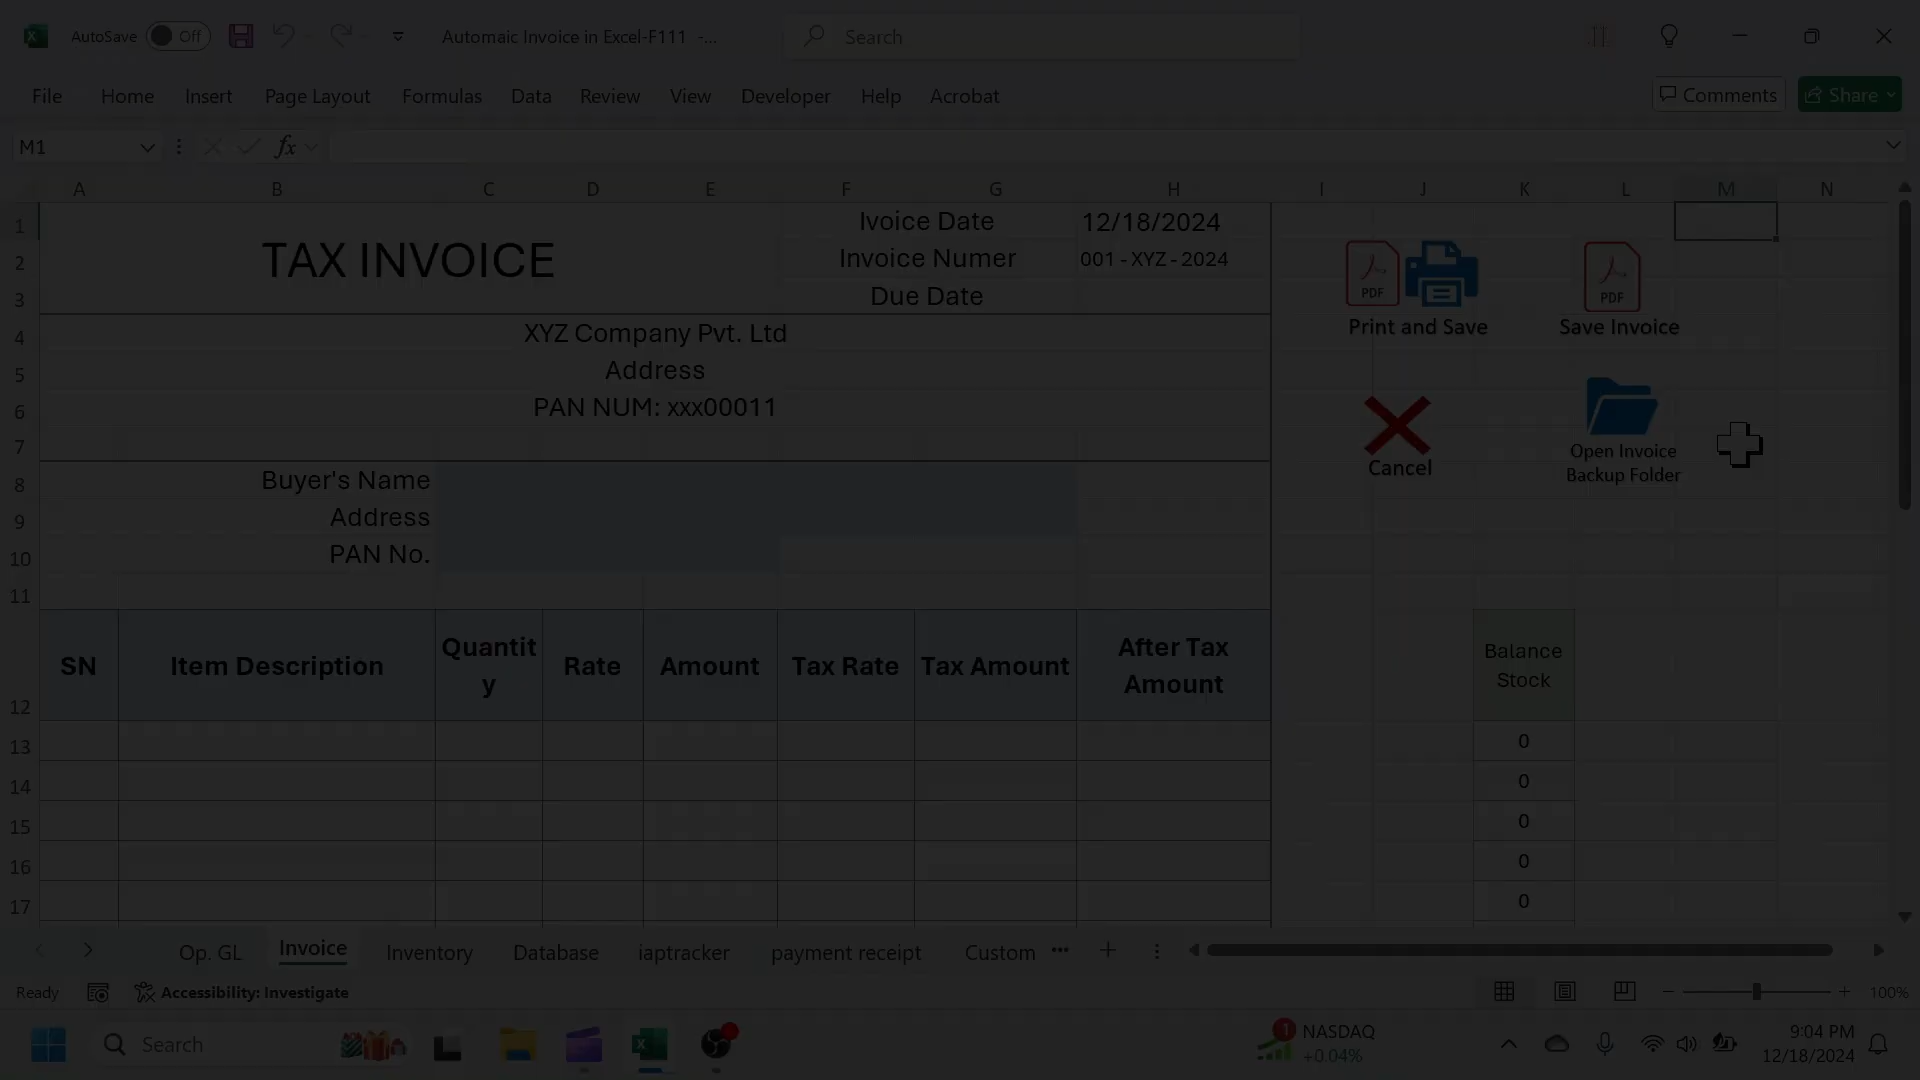 AutoSave Off Automaic Invoice in Excel-F111 -... Search
File Home Insert Page Layout Formulas Data Review View Developer Help Acrobat Comments Share
M1 fx
A B C D E F G H I J K L M N
1 Ivoice Date 12/18/2024
TAX INVOICE
2 Invoice Numer 001 - XYZ - 2024
3 Due Date
PDF PDF
Print and Save Save Invoice
4 XYZ Company Pvt. Ltd
5 Address
6 PAN NUM: xxx00011
7
Cancel
Open Invoice
Backup Folder
8 Buyer's Name
9 Address
10 PAN No.
11
12 SN Item Description Quantit
y Rate Amount Tax Rate Tax Amount After Tax
Amount
Balance
Stock
13 0
14 0
15 0
16 0
17 0
Op. GL Invoice Inventory Database iaptracker payment receipt Custom ...
Ready Accessibility: Investigate 100%
Search 1 NASDAQ 9:04 PM
+0.04% 12/18/2024